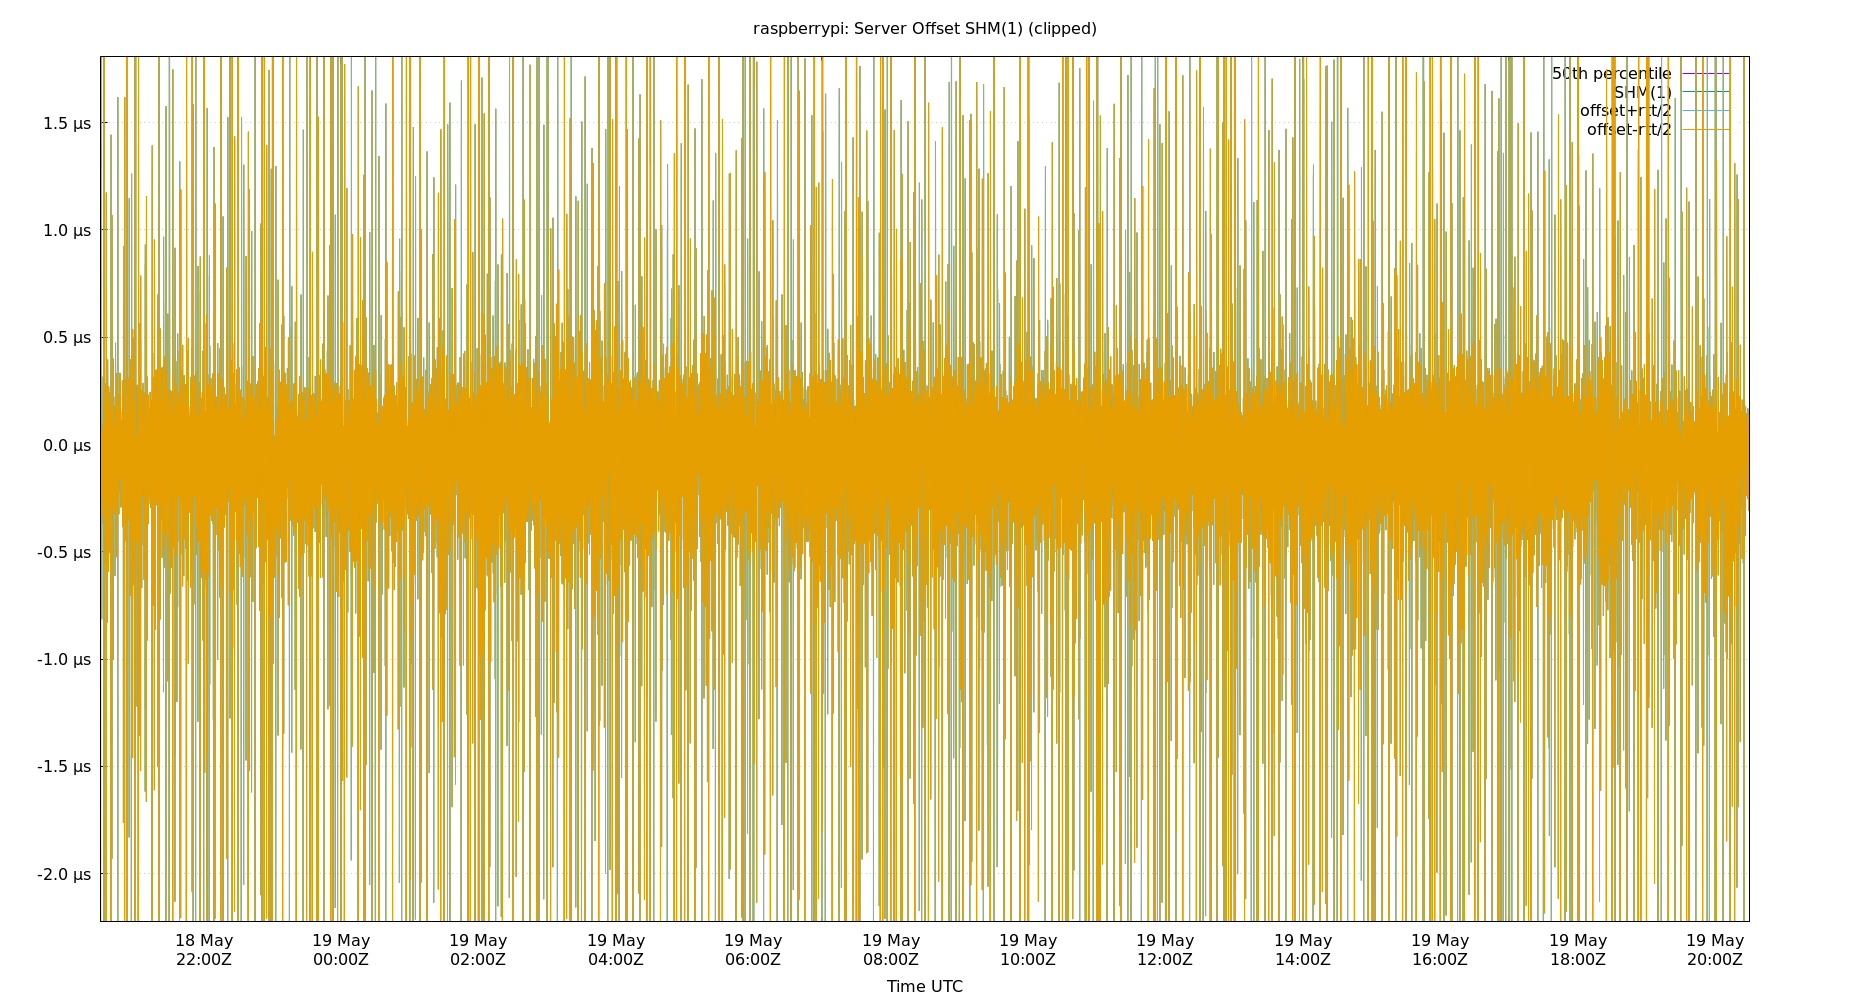 raspberrypi: Server Offset SHM(1) (clipped)
50th percentile
SHM(1)
offset+rtt/2
offset-rtt/2
1.5 µs
1.0 µs
0.5 µs
0.0 µs
-0.5 µs
-1.0 µs
-1.5 µs
-2.0 µs
18 May 19 May 19 May 19 May 19 May 19 May 19 May 19 May 19 May 19 May 19 May 19 May
22:00Z 00:00Z 02:00Z 04:00Z 06:00Z 08:00Z 10:00Z 12:00Z 14:00Z 16:00Z 18:00Z 20:00Z
Time UTC